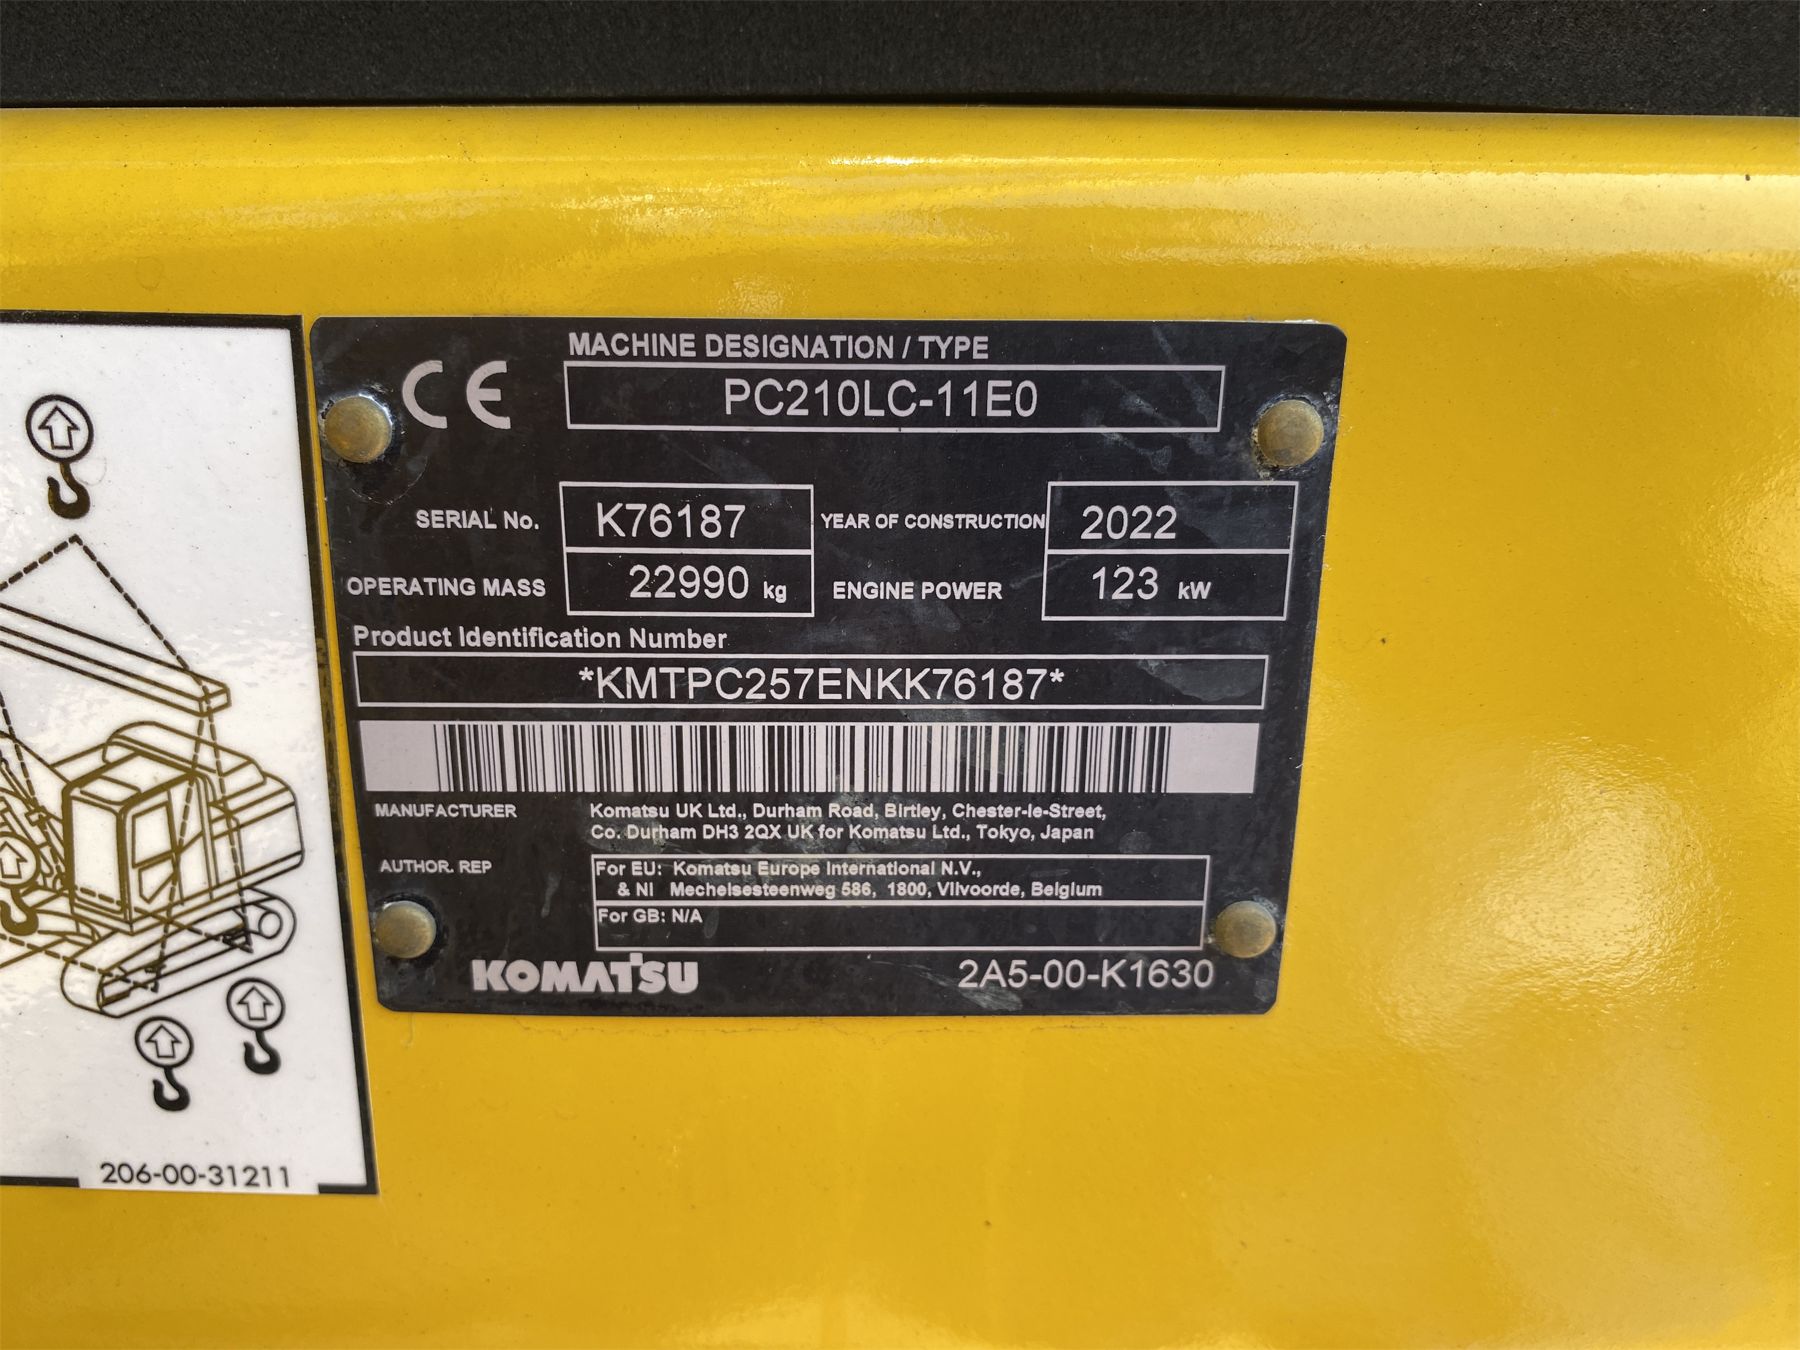 CE
MACHINE DESIGNATION / TYPE
PC210LC-11E0
SERIAL No. K76187 YEAR OF CONSTRUCTION 2022
OPERATING MASS 22990 kg ENGINE POWER 123 kW
Product Identification Number
*KMTPC257ENKK76187*
MANUFACTURER Komatsu UK Ltd., Durham Road, Birtley, Chester-le-Street,
Co. Durham DH3 2QX UK for Komatsu Ltd., Tokyo, Japan
AUTHOR. REP For EU: Komatsu Europe International N.V.,
& NI Mechelsesteenweg 586, 1800, Vilvoorde, Belgium
For GB: N/A
KOMATSU 2A5-00-K1630
206-00-31211